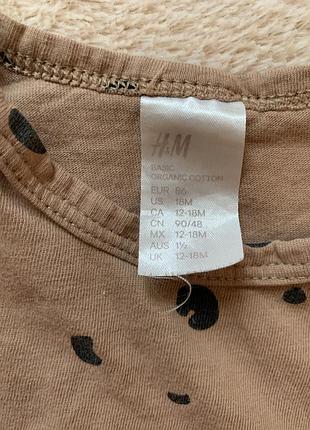 H&M
BASIC
ORGANIC COTTON
EUR 86
US 18M
CA 12-18M
CN 90/48
MX 12-18M
AUS 1½
UK 12-18M